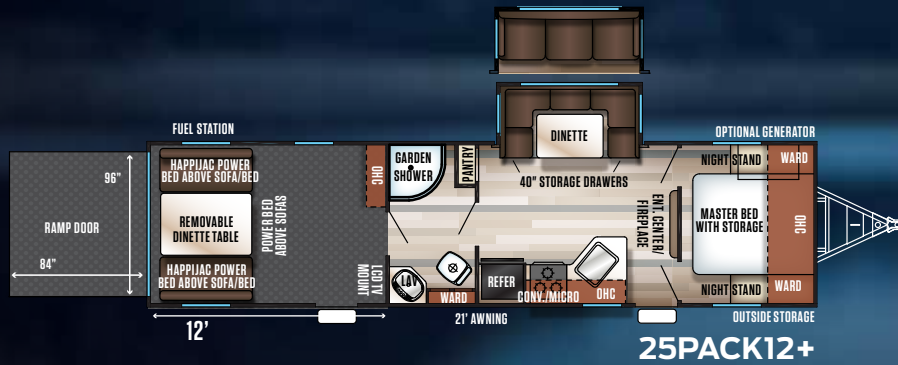 FUEL STATION
OPTIONAL GENERATOR
HAPPIJAC POWER
BED ABOVE SOFA/BED
96"
RAMP DOOR
84"
REMOVABLE
DINETTE TABLE
POWER BED
ABOVE SOFAS
HAPPIJAC POWER
BED ABOVE SOFA/BED
12'
OHC
LCD TV
MOUNT
GARDEN
SHOWER
PANTRY
LAV
WARD
DINETTE
40" STORAGE DRAWERS
REFER
CONV./MICRO
OHC
21' AWNING
ENT. CENTER/
FIREPLACE
NIGHT STAND
WARD
MASTER BED
WITH STORAGE
OHC
NIGHT STAND
WARD
OUTSIDE STORAGE
25PACK12+